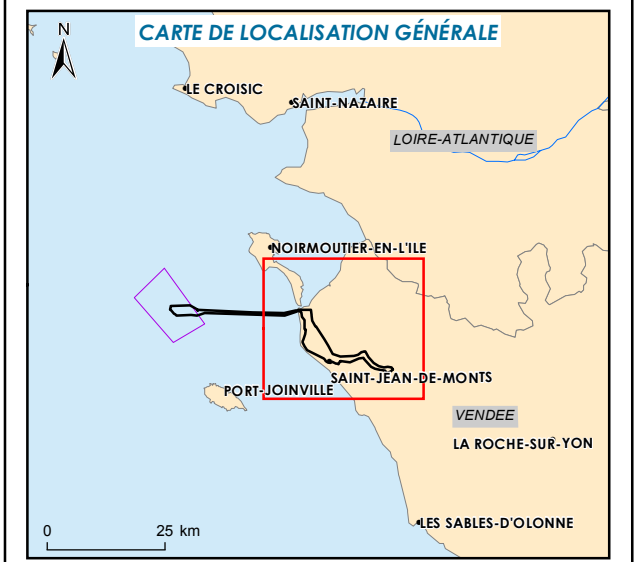 CARTE DE LOCALISATION GÉNÉRALE
N
LE CROISIC
SAINT-NAZAIRE
LOIRE-ATLANTIQUE
NOIRMOUTIER-EN-L'ILE
SAINT-JEAN-DE-MONTS
PORT-JOINVILLE
VENDEE
LA ROCHE-SUR-YON
LES SABLES-D'OLONNE
0 25 km